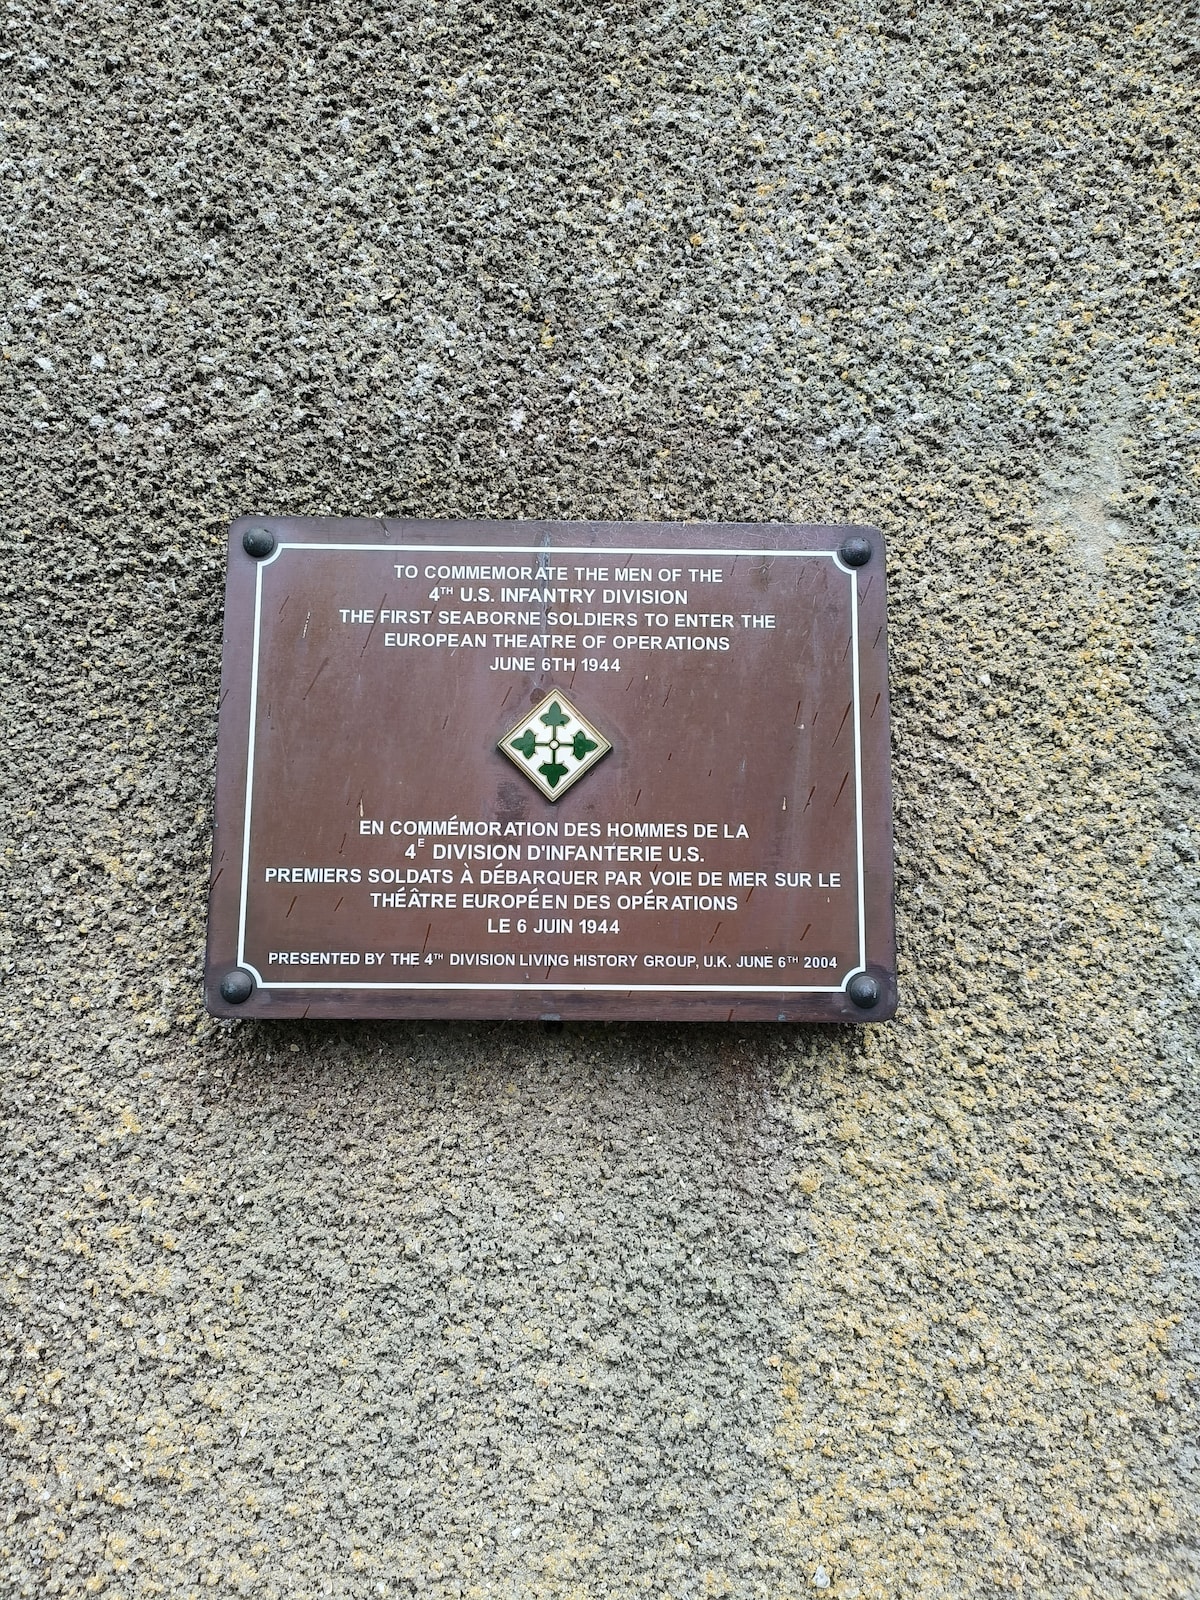 TO COMMEMORATE THE MEN OF THE
4TH U.S. INFANTRY DIVISION
THE FIRST SEABORNE SOLDIERS TO ENTER THE
EUROPEAN THEATRE OF OPERATIONS
JUNE 6TH 1944
EN COMMÉMORATION DES HOMMES DE LA
4E DIVISION D'INFANTERIE U.S.
PREMIERS SOLDATS À DÉBARQUER PAR VOIE DE MER SUR LE
THÉÂTRE EUROPÉEN DES OPÉRATIONS
LE 6 JUIN 1944
PRESENTED BY THE 4TH DIVISION LIVING HISTORY GROUP, U.K. JUNE 6TH 2004